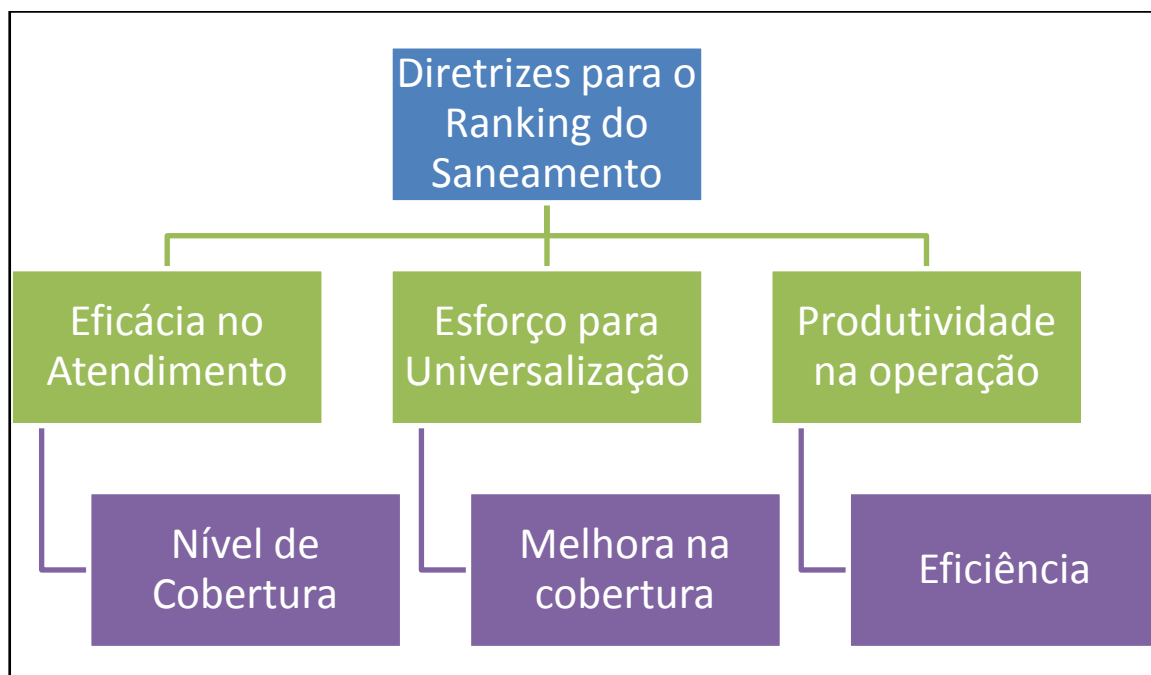 Diretrizes para o
Ranking do
Saneamento
Eficácia no
Atendimento
Esforço para
Universalização
Produtividade
na operação
Nível de
Cobertura
Melhora na
cobertura
Eficiência